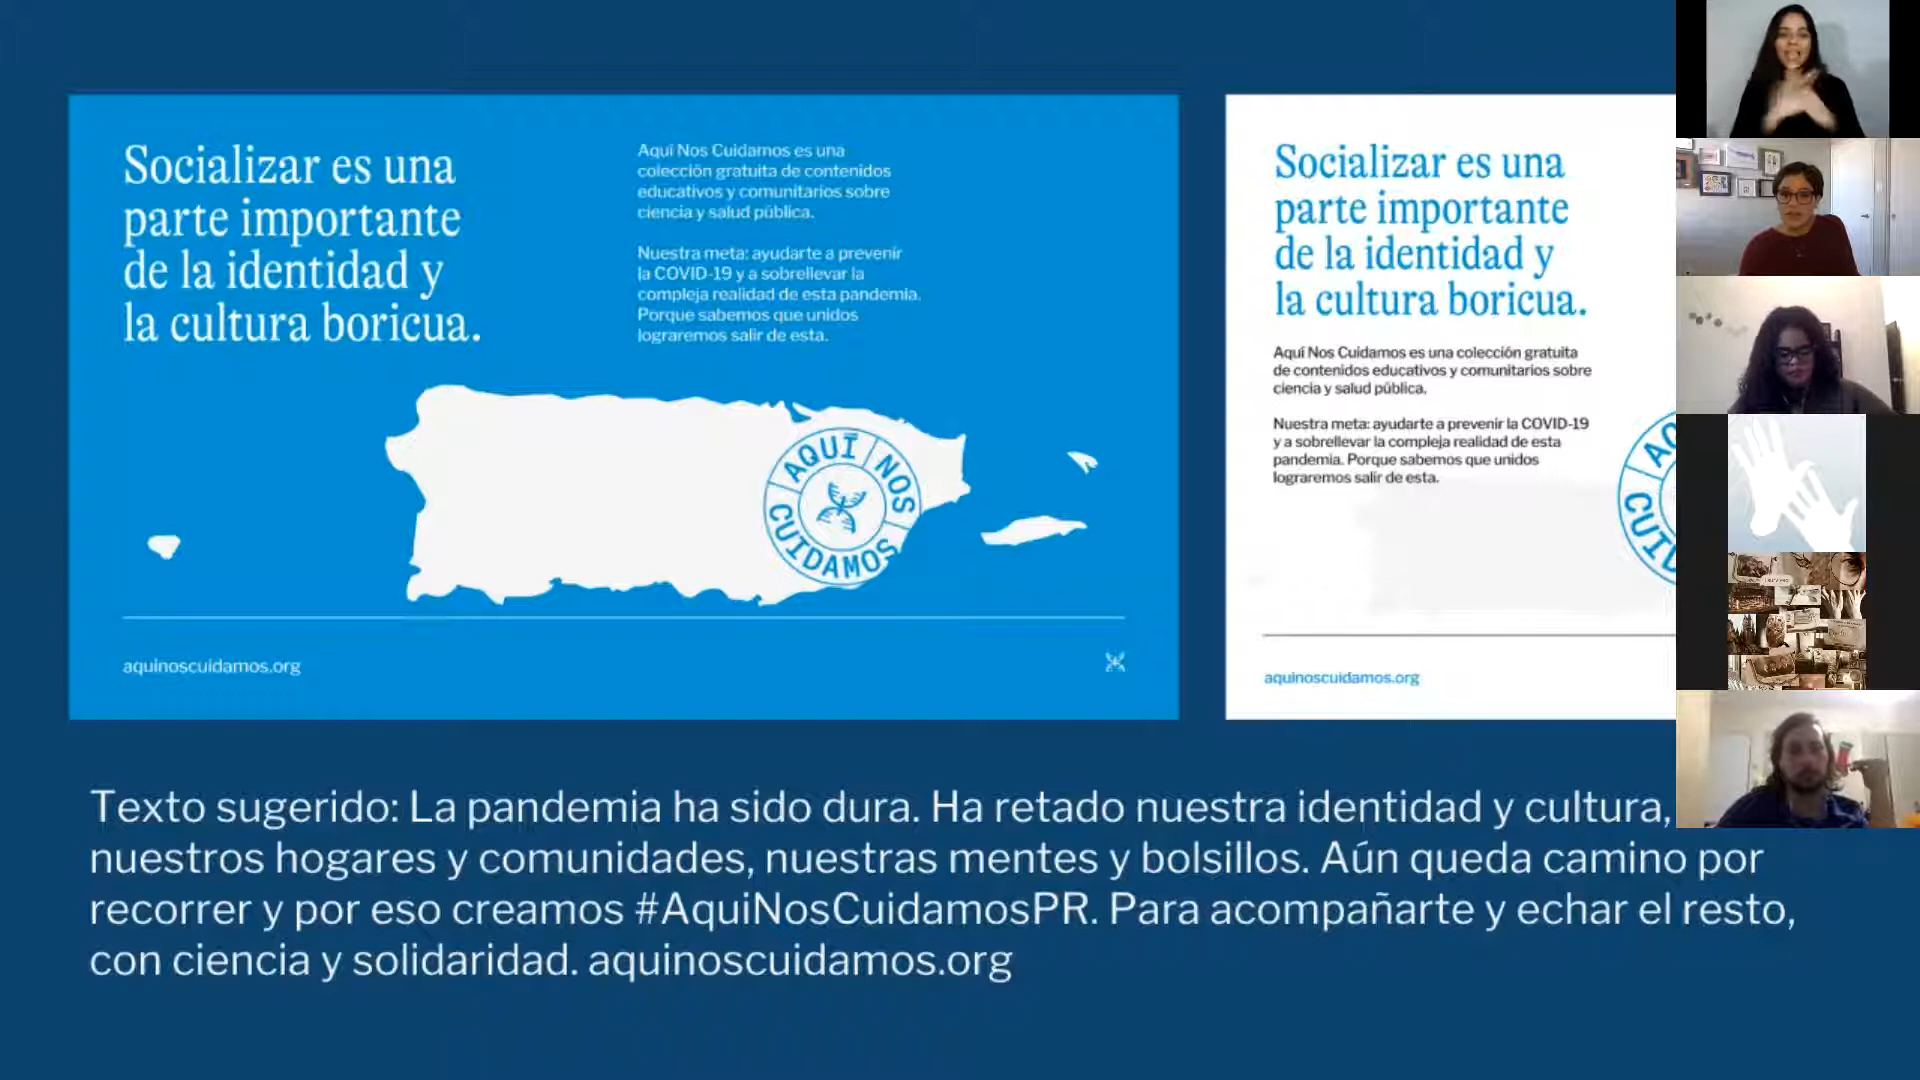 Socializar es una
parte importante
de la identidad y
la cultura boricua.
Aquí Nos Cuidamos es una
colección gratuita de contenidos
educativos y comunitarios sobre
ciencia y salud pública.
Nuestra meta: ayudarte a prevenir
la COVID-19 y a sobrellevar la
compleja realidad de esta pandemia.
Porque sabemos que unidos
lograremos salir de esta.
AQUÍ NOS CUIDAMOS
aquinoscuidamos.org
Socializar es una
parte importante
de la identidad y
la cultura boricua.
Aquí Nos Cuidamos es una colección gratuita
de contenidos educativos y comunitarios sobre
ciencia y salud pública.
Nuestra meta: ayudarte a prevenir la COVID-19
y a sobrellevar la compleja realidad de esta
pandemia. Porque sabemos que unidos
lograremos salir de esta.
aquinoscuidamos.org
Texto sugerido: La pandemia ha sido dura. Ha retado nuestra identidad y cultura,
nuestros hogares y comunidades, nuestras mentes y bolsillos. Aún queda camino por
recorrer y por eso creamos #AquiNosCuidamosPR. Para acompañarte y echar el resto,
con ciencia y solidaridad. aquinoscuidamos.org